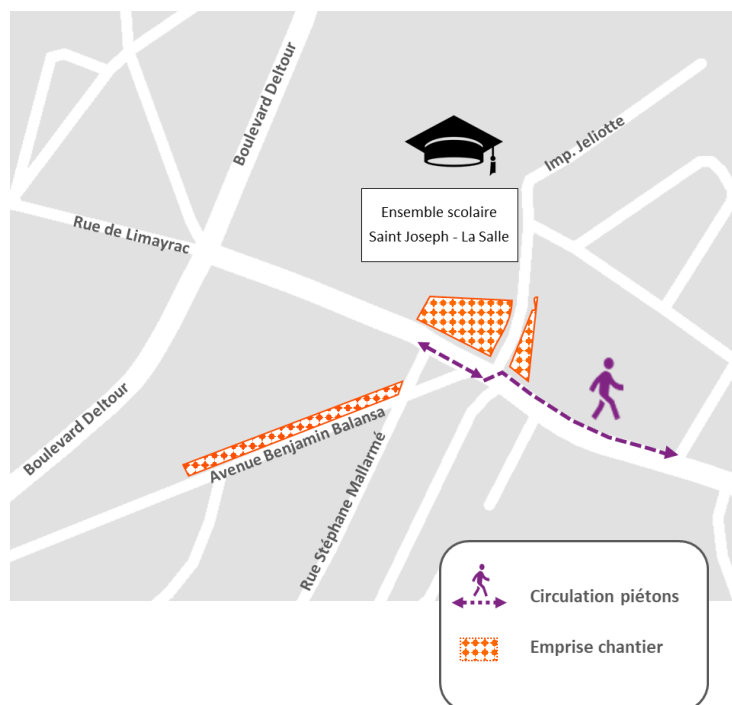 Boulevard Deltour
Imp. Jeliotte
Ensemble scolaire
Saint Joseph - La Salle
Rue de Limayrac
Boulevard Deltour
Avenue Benjamin Balansa
Rue Stéphane Mallarmé
Circulation piétons
Emprise chantier